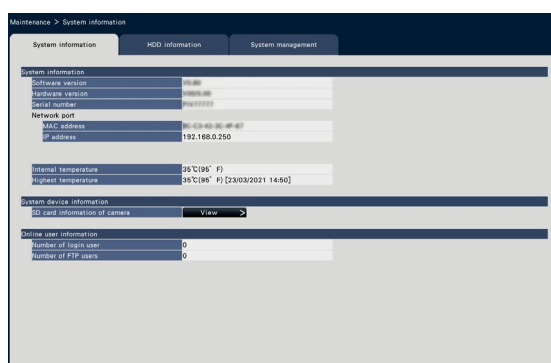 Maintenance > System information
System information HDD information System management
System information
Software version
Hardware version
Serial number
Network port
MAC address
IP address 192.168.0.250
Internal temperature 35℃(95° F)
Highest temperature 35℃(95° F) [23/03/2021 14:50]
System device information
SD card information of camera View >
Online user information
Number of login user 0
Number of FTP users 0